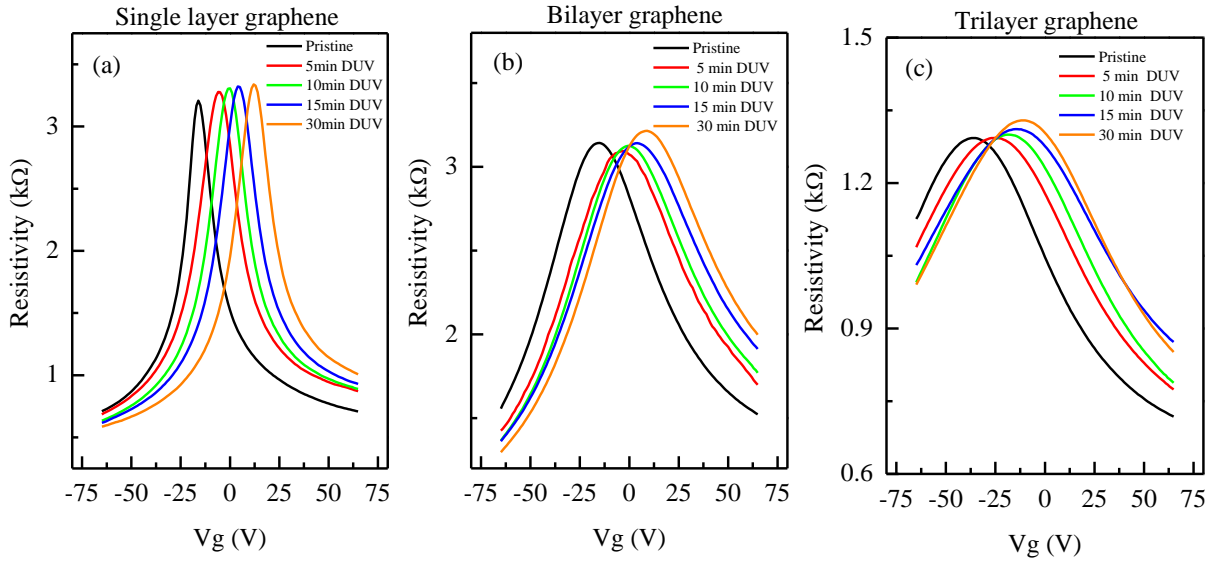 Single layer graphene
(a)
Pristine
5min DUV
10min DUV
15min DUV
30min DUV
3
2
1
-75 -50 -25 0 25 50 75
Resistivity (kΩ)
Vg (V)
Bilayer graphene
(b)
Pristine
5 min DUV
10 min DUV
15 min DUV
30 min DUV
3
2
-75 -50 -25 0 25 50 75
Resistivity (kΩ)
Vg (V)
Trilayer graphene
(c)
Pristine
5 min DUV
10 min DUV
15 min DUV
30 min DUV
1.5
1.2
0.9
0.6
-75 -50 -25 0 25 50 75
Resistivity (kΩ)
Vg (V)